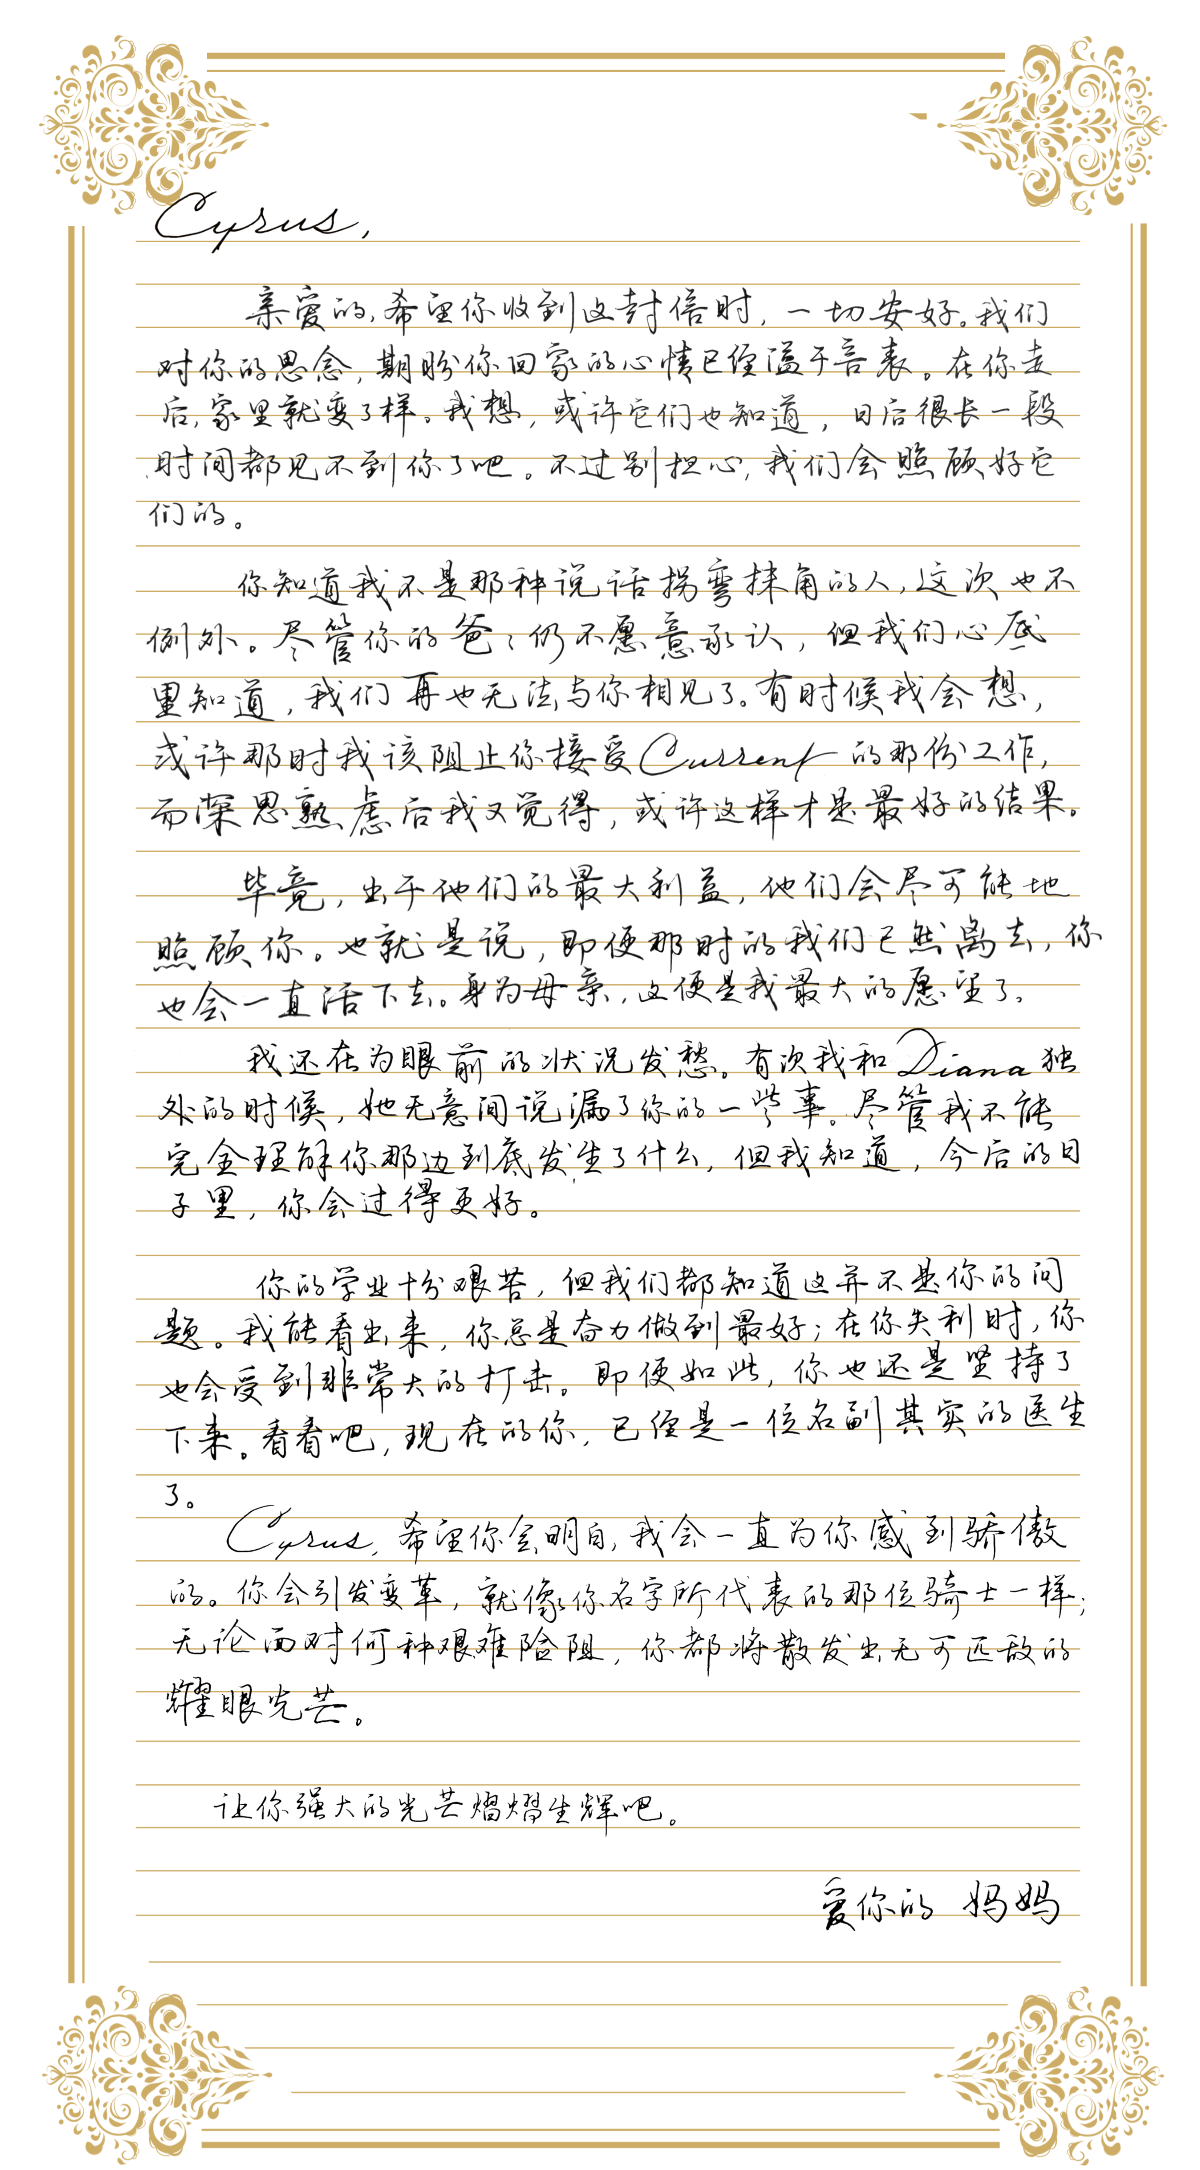 Cyrus,
亲爱的,希望你收到这封信时,一切安好。我们
对你的思念,期盼你回家的心情已经溢于言表。在你走
后,家里就变了样。我想,或许它们也知道,日后很长一段
时间都见不到你了吧。不过别担心,我们会照顾好它
们的。
你知道我不是那种说话拐弯抹角的人,这次也不
例外。尽管你的爸爸仍不愿意承认,但我们心底
里知道,我们再也无法与你相见了。有时候我会想,
或许那时我该阻止你接受Current的那份工作,
而深思熟虑后我又觉得,或许这样才是最好的结果。
毕竟,出于他们的最大利益,他们会尽可能地
照顾你。也就是说,即便那时的我们已然离去,你
也会一直活下去。身为母亲,这便是我最大的愿望了。
我还在为眼前的状况发愁。有次我和Diana独
处的时候,她无意间说漏了你的一些事。尽管我不能
完全理解你那边到底发生了什么,但我知道,今后的日
子里,你会过得更好。
你的学业十分艰苦,但我们都知道这并不是你的问
题。我能看出来,你总是奋力做到最好;在你失利时,你
也会受到非常大的打击。即便如此,你也还是坚持了
下来。看看吧,现在的你,已经是一位名副其实的医生
了。
Cyrus,希望你会明白,我会一直为你感到骄傲
的。你会引发变革,就像你名字所代表的那位骑士一样;
无论面对何种艰难险阻,你都将散发出无可匹敌的
耀眼光芒。
让你强大的光芒熠熠生辉吧。
爱你的 妈妈